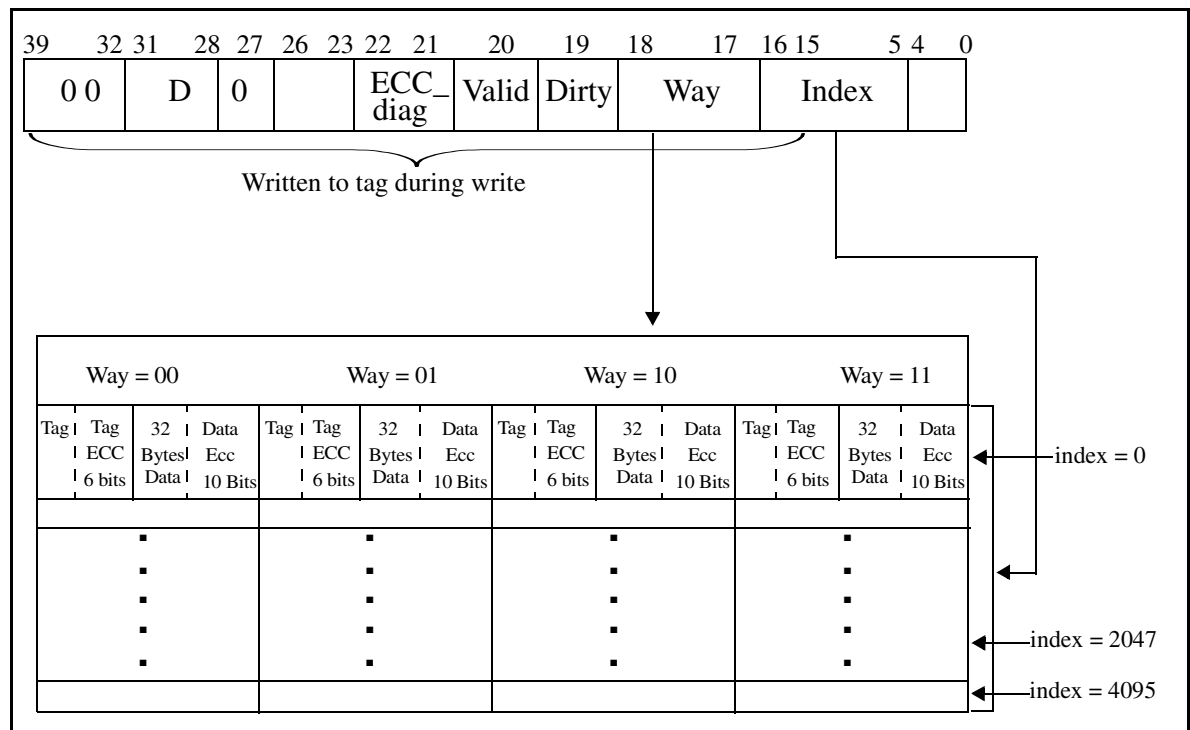 39 32 31 28 27 26 23 22 21 20 19 18 17 16 15 5 4 0
0 0 D 0 ECC_ diag Valid Dirty Way Index
Written to tag during write
Way = 00 Way = 01 Way = 10 Way = 11
Tag Tag 32 Data Tag Tag 32 Data Tag Tag 32 Data Tag Tag 32 Data
ECC Bytes Ecc ECC Bytes Ecc ECC Bytes Ecc ECC Bytes Ecc
6 bits Data 10 Bits 6 bits Data 10 Bits 6 bits Data 10 Bits 6 bits Data 10 Bits
index = 0
index = 2047
index = 4095